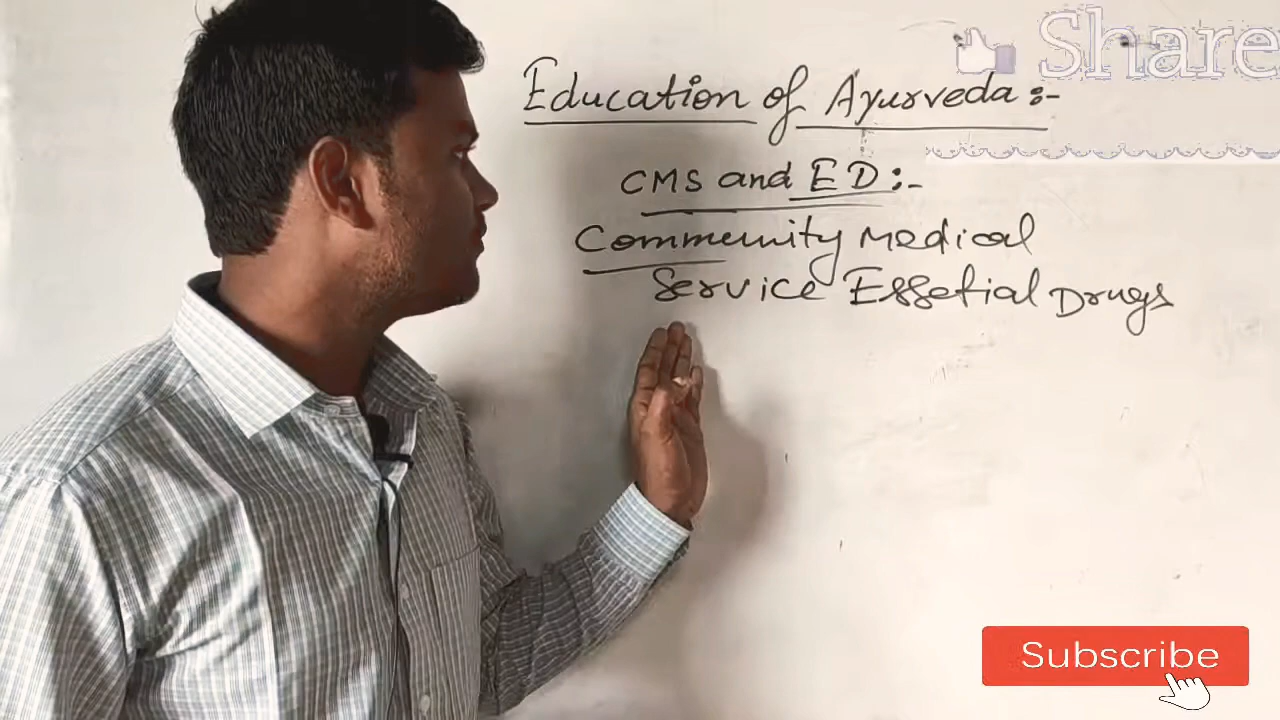 Share
Education of Ayurveda :-
CMS and ED :-
Community Medical
Service Essetial Drugs
Subscribe